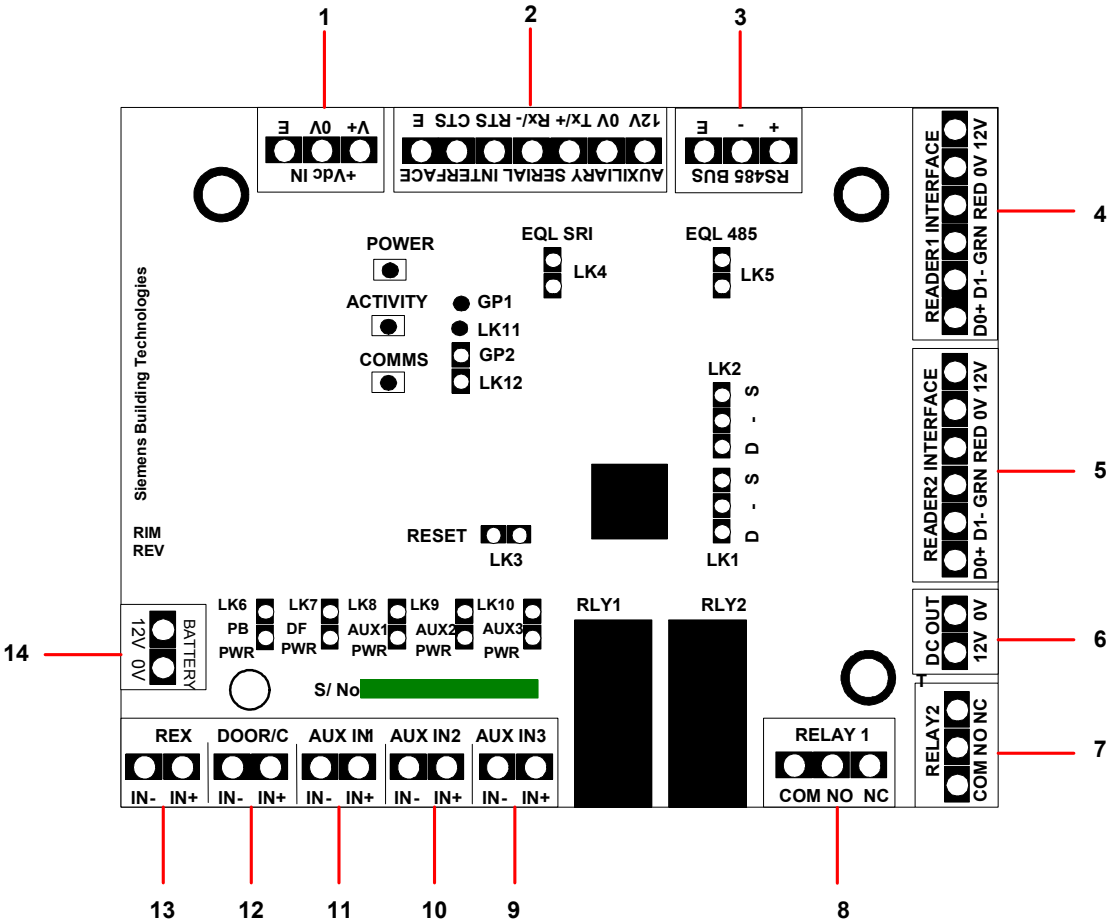 1
2
3
E 0V V+
+Vdc IN
E CTS RTS Rx/- Tx/+ 0V 12V
AUXILIARY SERIAL INTERFACE
E - +
RS485 BUS
READER1 INTERFACE
D0+ D1- GRN RED 0V 12V
4
POWER
ACTIVITY
COMMS
GP1
LK11
GP2
LK12
EQL SRI
LK4
EQL 485
LK5
Siemens Building Technologies
LK2
S
-
D
S
-
D
LK1
READER2 INTERFACE
D0+ D1- GRN RED 0V 12V
5
RIM
REV
RESET
LK3
LK6 LK7 LK8 LK9 LK10
PB DF AUX1 AUX2 AUX3
PWR PWR PWR PWR PWR
RLY1 RLY2
DC OUT
T
12V 0V
6
14
BATTERY
12V 0V
S/ No
REX DOOR/C AUX IN1 AUX IN2 AUX IN3
IN- IN+ IN- IN+ IN- IN+ IN- IN+ IN- IN+
RELAY 1
COM NO NC
RELAY2
COM NO NC
7
13 12 11 10 9 8